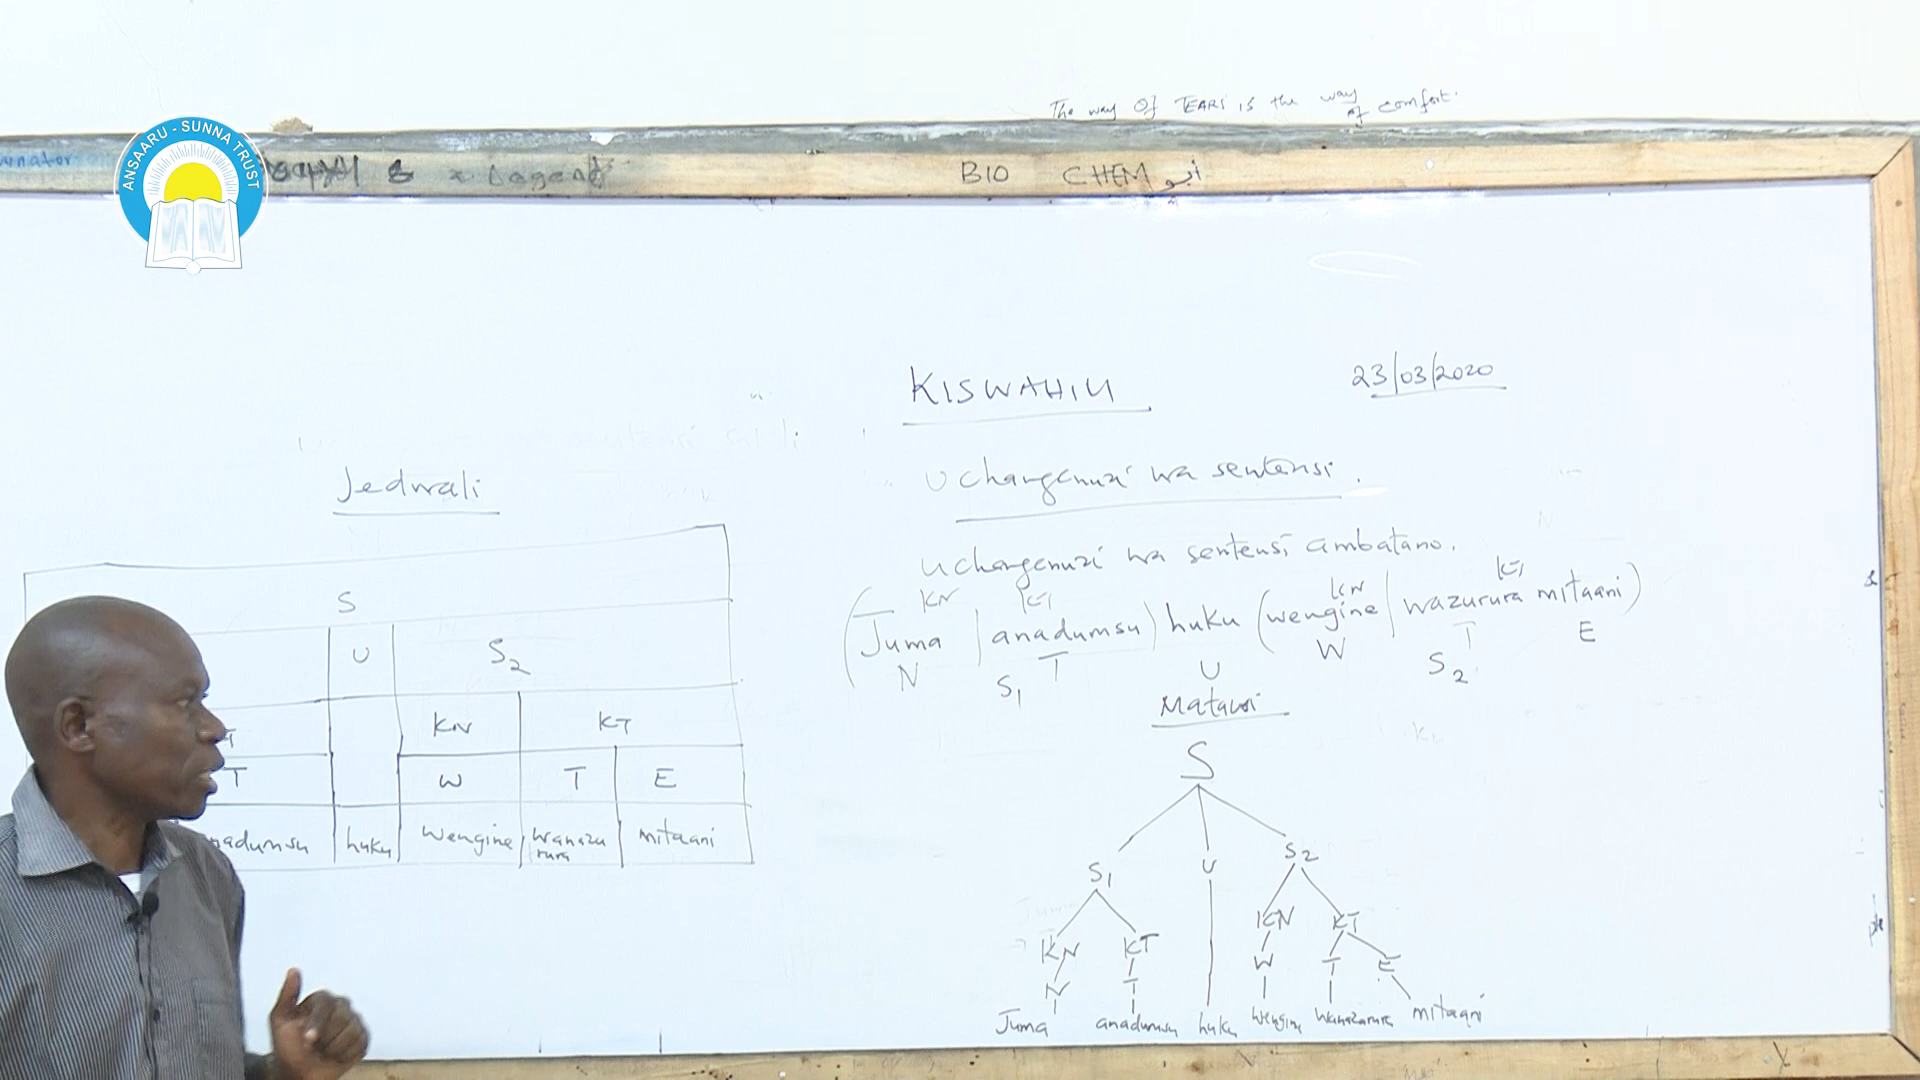 The way of TEARS is the way of comfort.
ANSAARU - SUNNA TRUST
BIO CHEM أبو
KISWAHILI 23/03/2020
Uchanganuzi wa sentensi.
Uchanganuzi wa sentensi ambatano.
KN KT KN KT
(Juma | anadumsu) huku (wengine | wazurura mitaani)
N T U W T E
S1 S2
Matawi
S
S1 U S2
KN KT KN KT
N T W T E
Juma anadumsu huku wengine wanazurura mitaani
Jedwali
S
U S2
KN KT
T W T E
huku wengine wanazu rura mitaani